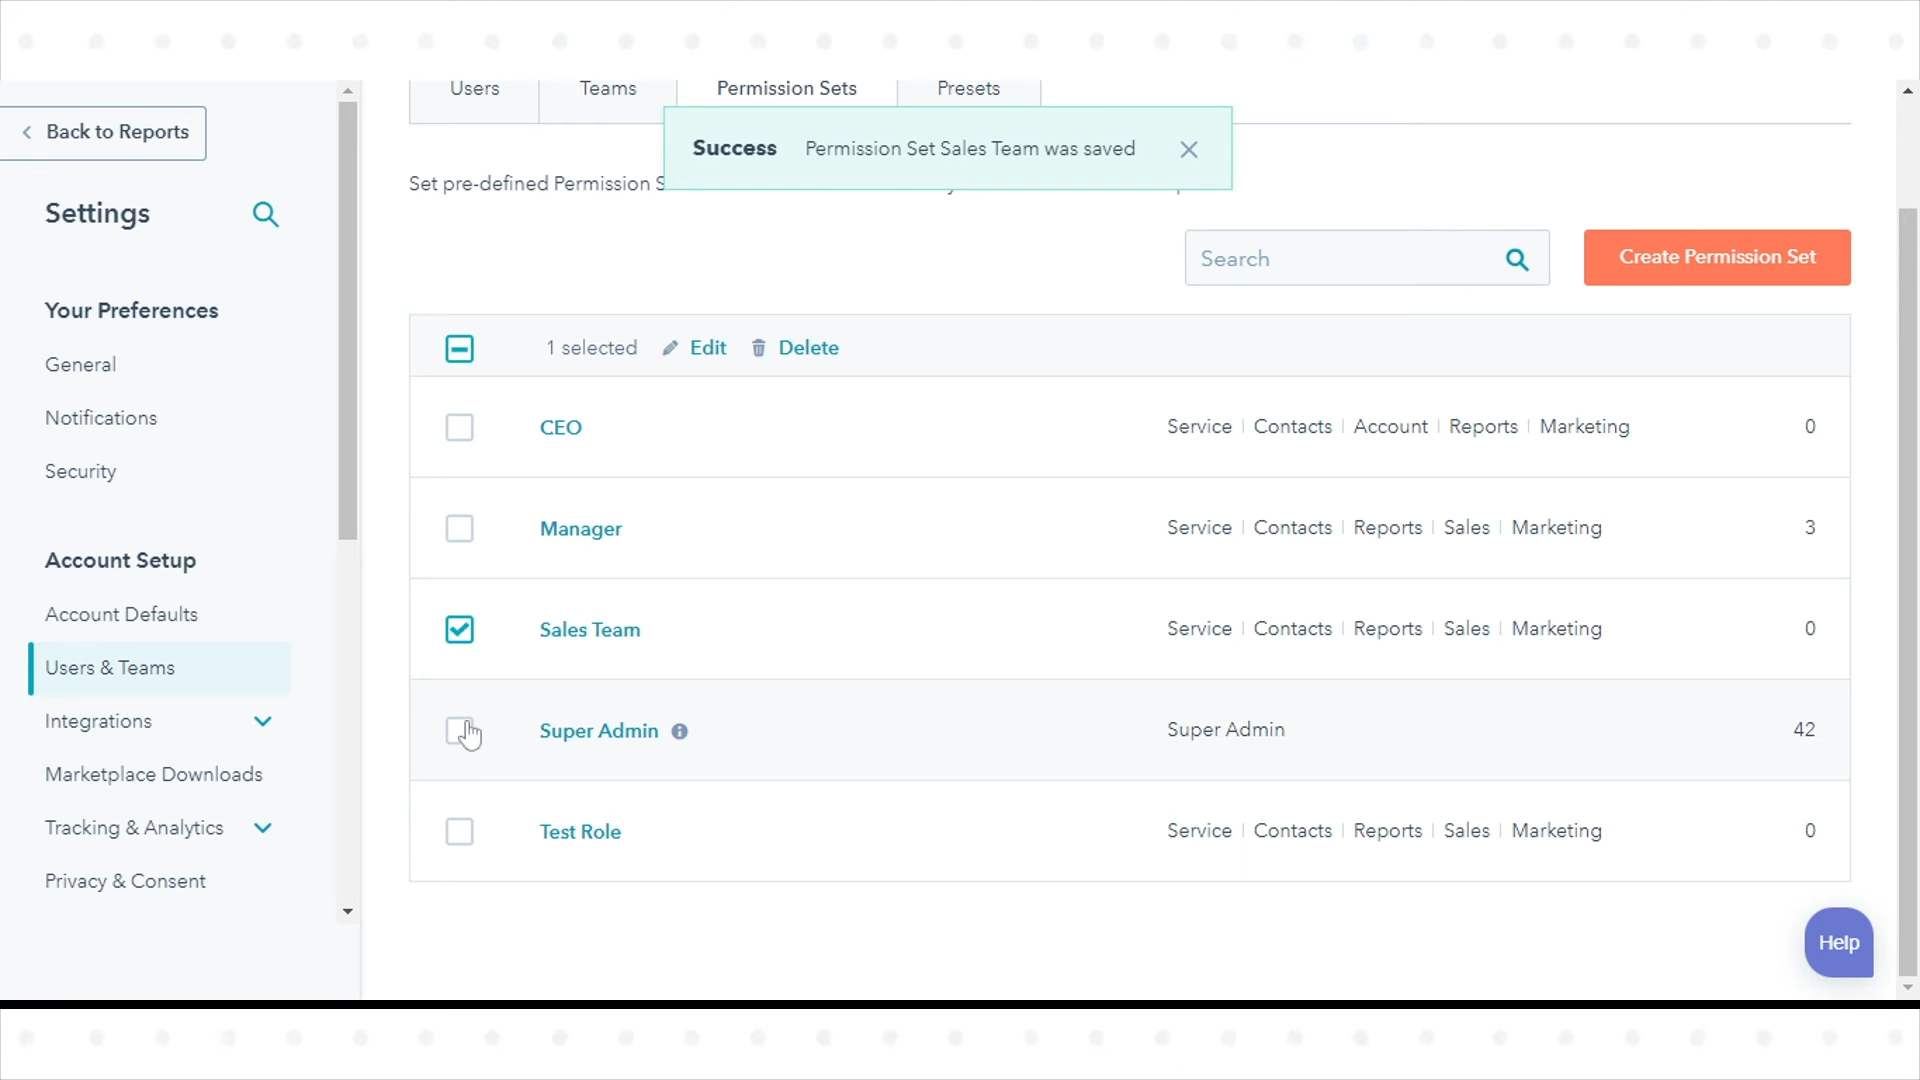 Users Teams Permission Sets Presets
Back to Reports
Success Permission Set Sales Team was saved
Set pre-defined Permission
Settings
Search Create Permission Set
Your Preferences
General
Notifications
Security
Account Setup
Account Defaults
Users & Teams
Integrations
Marketplace Downloads
Tracking & Analytics
Privacy & Consent
1 selected Edit Delete
CEO Service | Contacts | Account | Reports | Marketing 0
Manager Service | Contacts | Reports | Sales | Marketing 3
Sales Team Service | Contacts | Reports | Sales | Marketing 0
Super Admin Super Admin 42
Test Role Service | Contacts | Reports | Sales | Marketing 0
Help